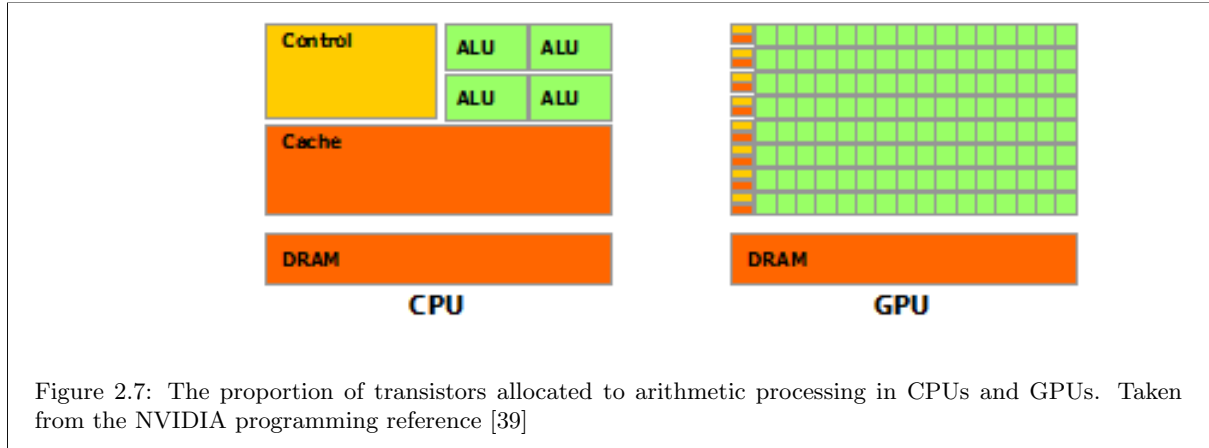 Control
ALU ALU
ALU ALU
Cache
DRAM
CPU
DRAM
GPU
Figure 2.7: The proportion of transistors allocated to arithmetic processing in CPUs and GPUs. Taken
from the NVIDIA programming reference [39]